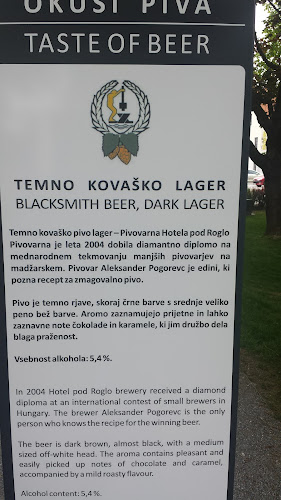 OKUSI PIVA
TASTE OF BEER
TEMNO KOVAŠKO LAGER
BLACKSMITH BEER, DARK LAGER
Temno kovaško pivo lager – Pivovarna Hotela pod Roglo
Pivovarna je leta 2004 dobila diamantno diplomo na
mednarodnem tekmovanju manjših pivovarjev na
madžarskem. Pivovar Aleksander Pogorevc je edini, ki
pozna recept za zmagovalno pivo.
Pivo je temno rjave, skoraj črne barve s srednje veliko
peno bež barve. Aromo zaznamujejo prijetne in lahko
zaznavne note čokolade in karamele, ki jim družbo dela
blaga praženost.
Vsebnost alkohola: 5,4 %.
In 2004 Hotel pod Roglo brewery received a diamond
diploma at an international contest of small brewers in
Hungary. The brewer Aleksander Pogorevc is the only
person who knows the recipe for the winning beer.
The beer is dark brown, almost black, with a medium
sized off-white head. The aroma contains pleasant and
easily picked up notes of chocolate and caramel,
accompanied by a mild roasty flavour.
Alcohol content: 5,4 %.